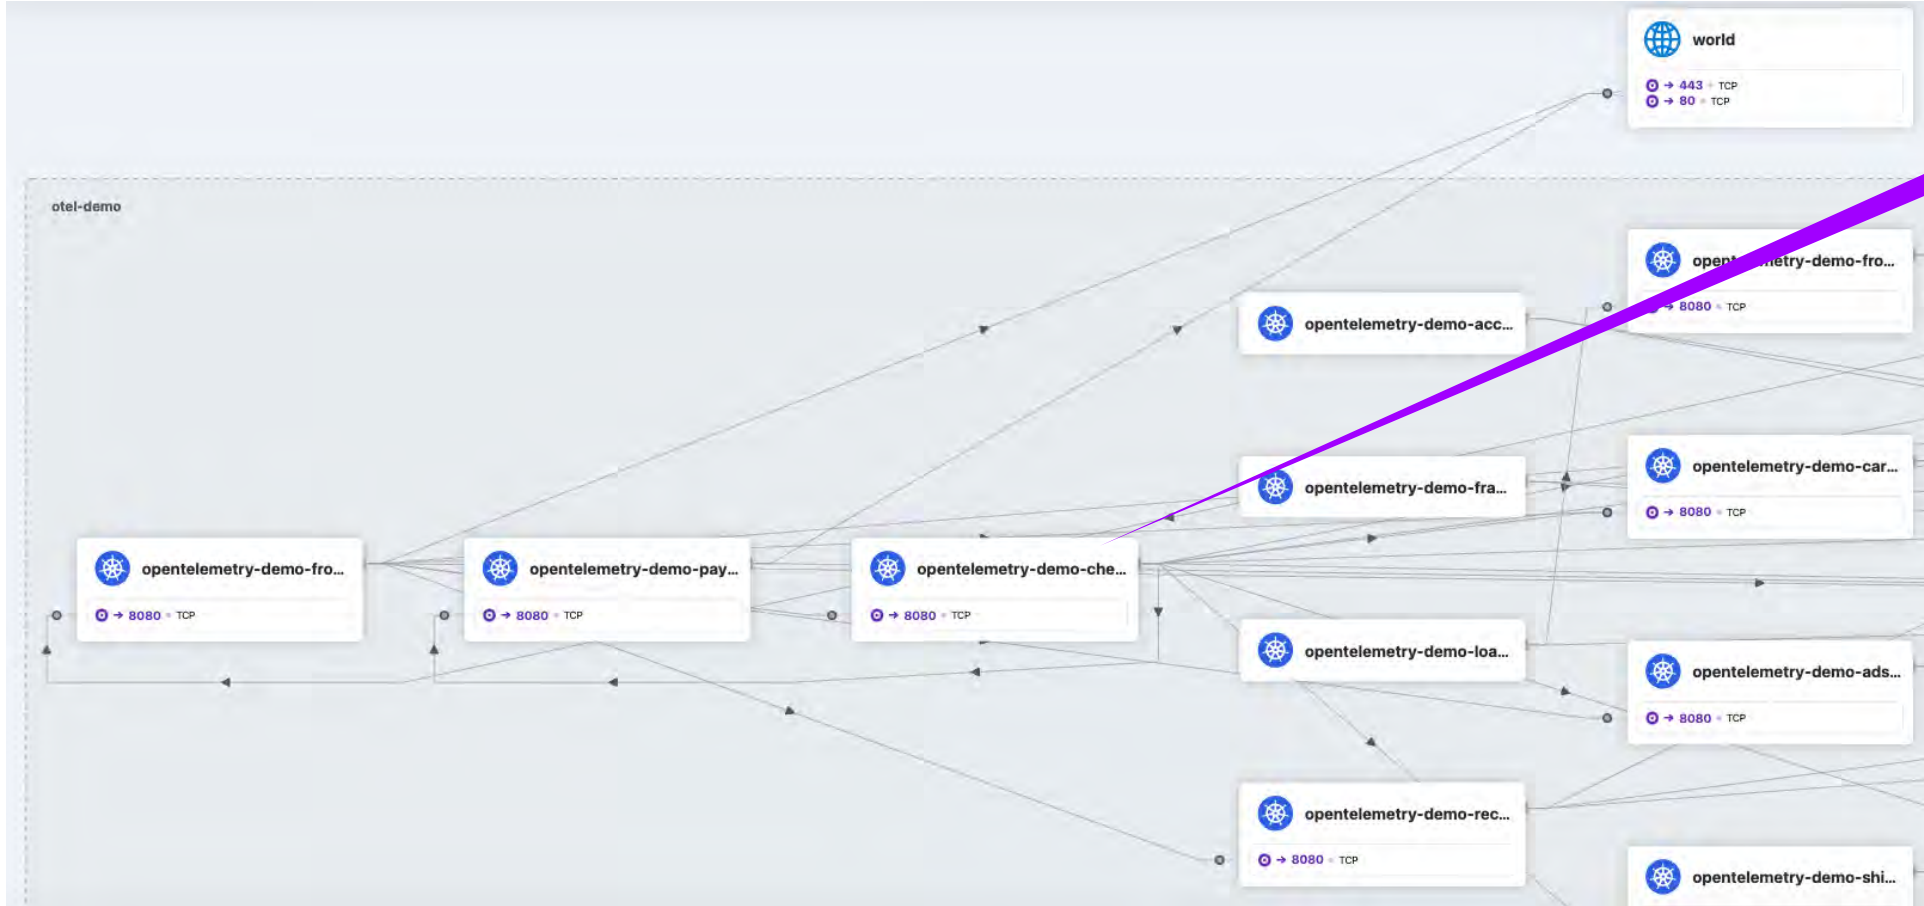 world
→ 443 • TCP
→ 80 • TCP
otel-demo
opentelemetry-demo-fro...
→ 8080 • TCP
opentelemetry-demo-acc...
opentelemetry-demo-car...
→ 8080 • TCP
opentelemetry-demo-fra...
opentelemetry-demo-fro...
→ 8080 • TCP
opentelemetry-demo-pay...
→ 8080 • TCP
opentelemetry-demo-che...
→ 8080 • TCP
opentelemetry-demo-loa...
opentelemetry-demo-ads...
→ 8080 • TCP
opentelemetry-demo-rec...
→ 8080 • TCP
opentelemetry-demo-shi...